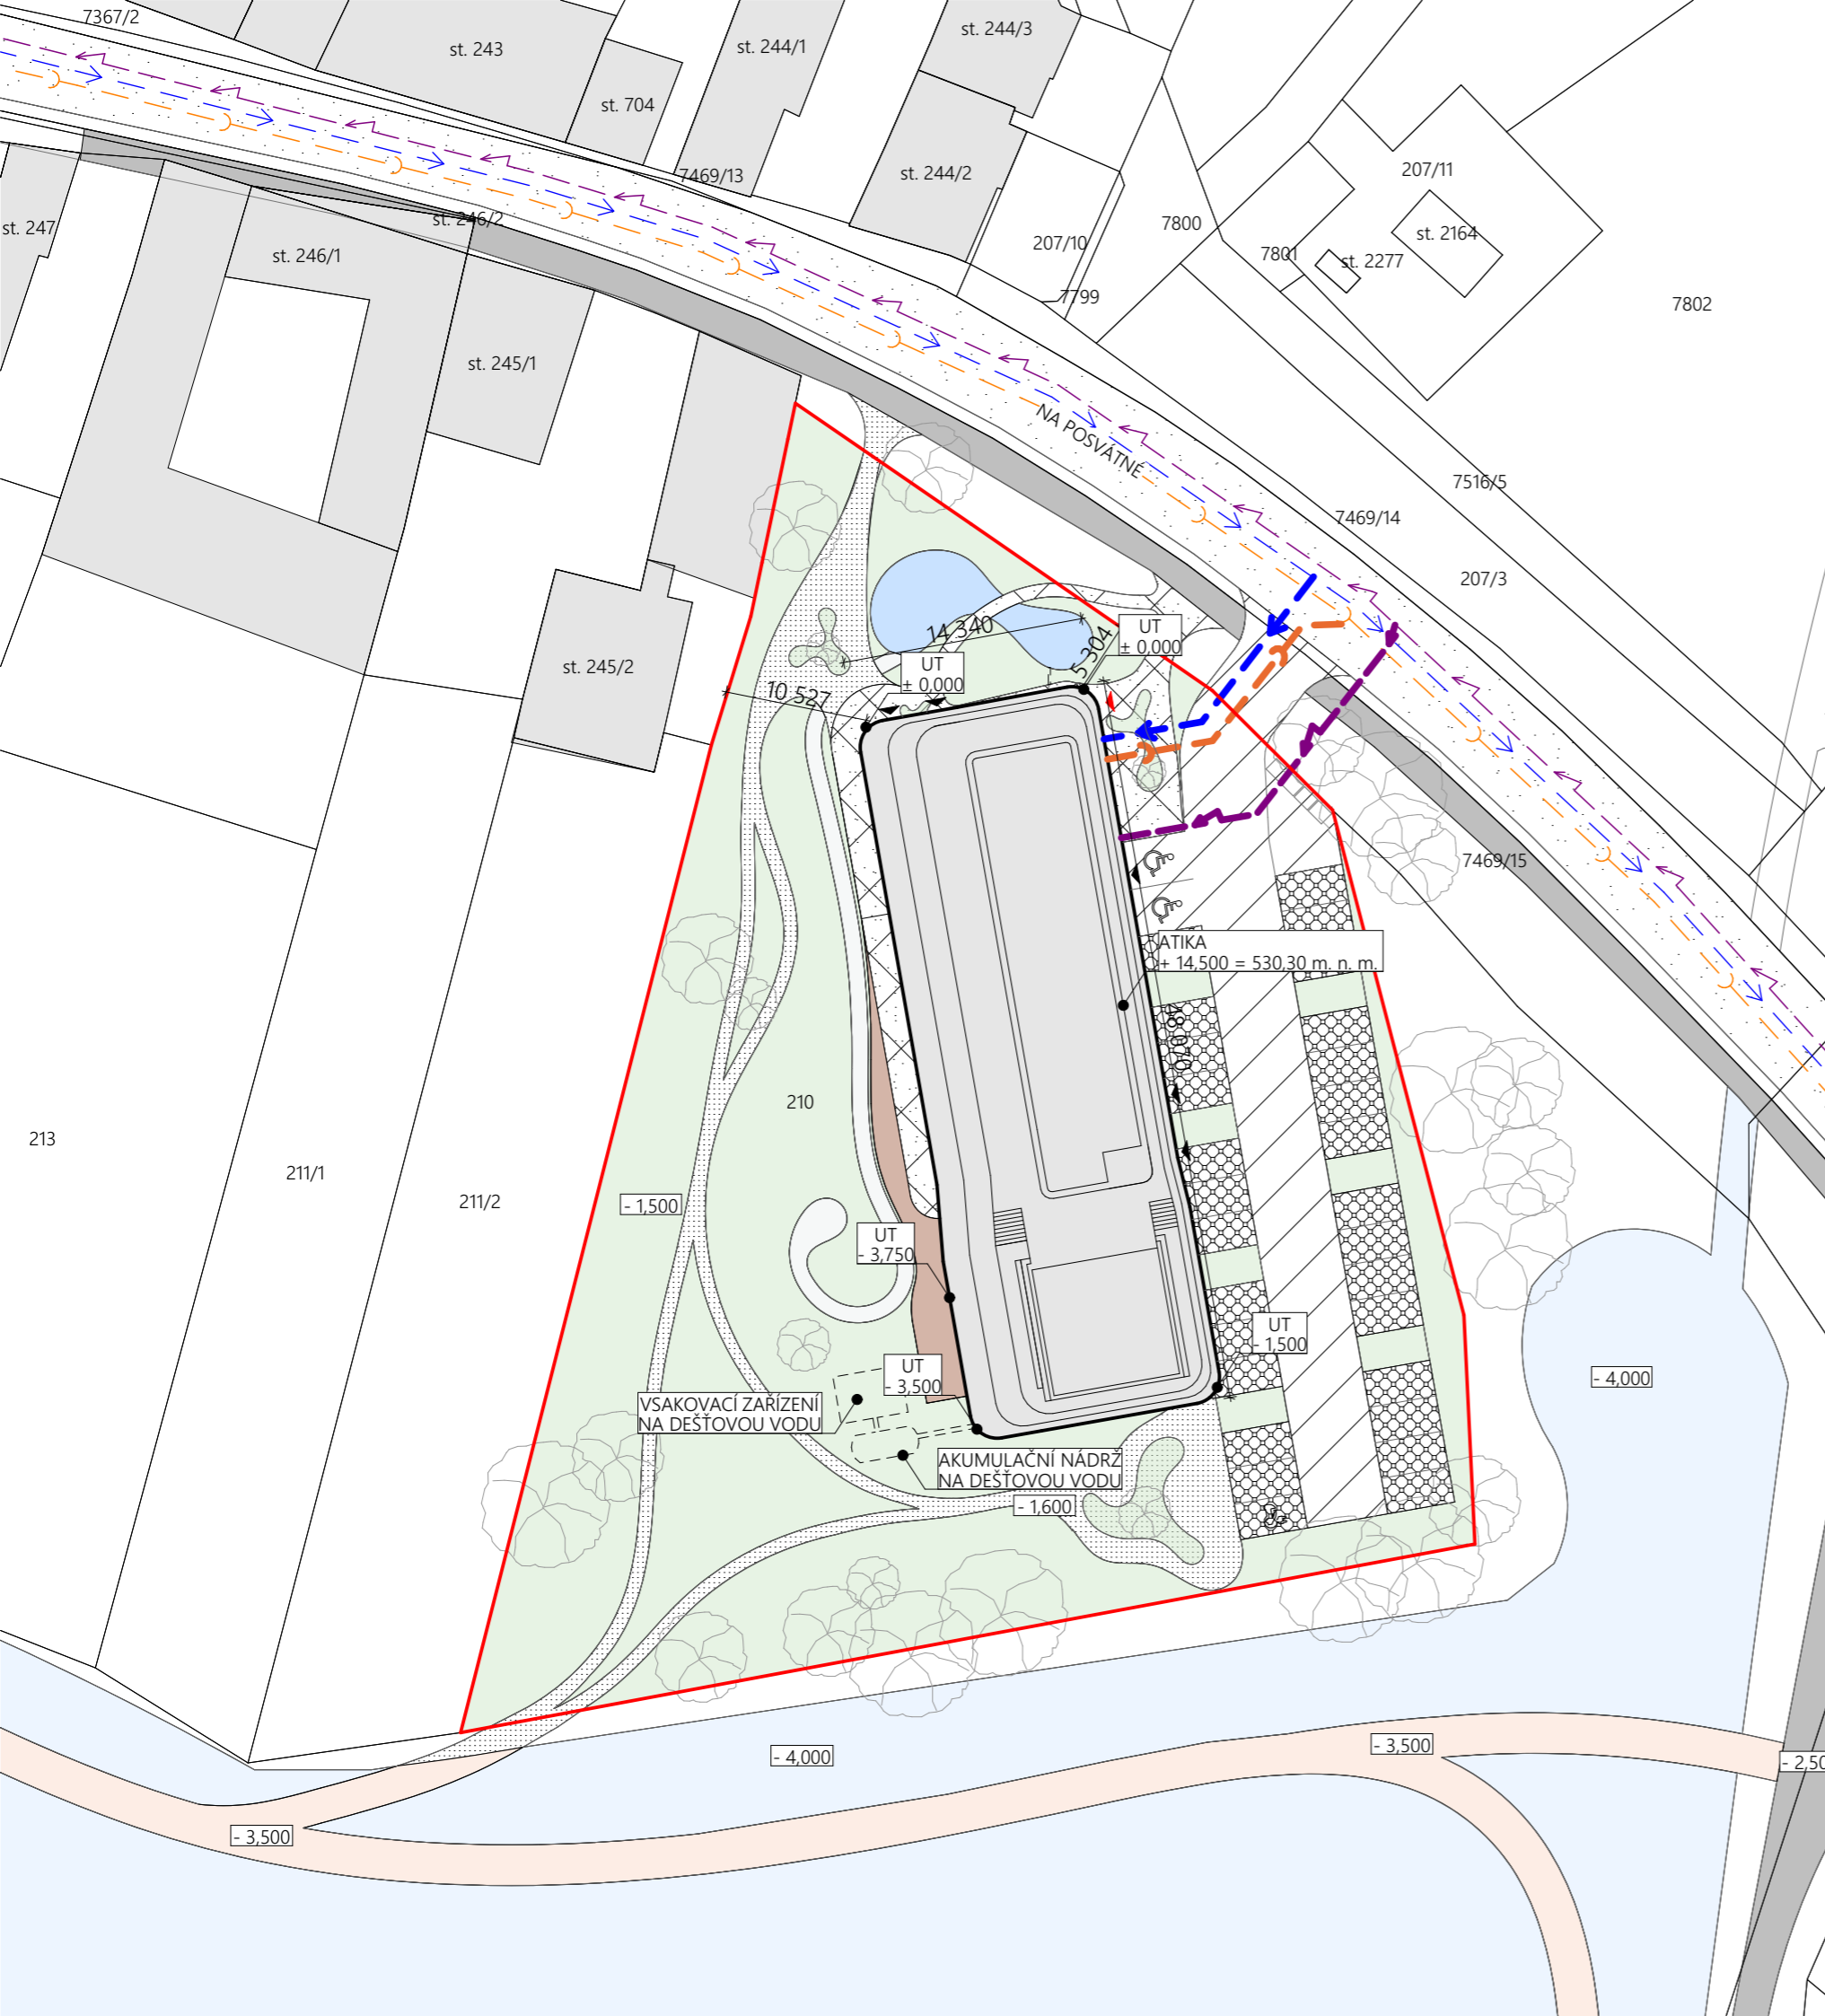 7367/2
st. 243
st. 244/1
st. 244/3
st. 704
7469/13
st. 244/2
207/11
st. 247
st. 246/2
st. 246/1
207/10
7800
7801
st. 2164
st. 2277
7799
7802
st. 245/1
NA POSVÁTNÉ
7516/5
7469/14
207/3
14 340
5 304
UT
± 0,000
UT
± 0,000
10 527
st. 245/2
7469/15
ATIKA
+ 14,500 = 530,30 m. n. m.
48 070
210
213
211/1
211/2
- 1,500
UT
- 3,750
UT
- 1,500
UT
- 3,500
- 4,000
VSAKOVACÍ ZAŘÍZENÍ
NA DEŠŤOVOU VODU
AKUMULAČNÍ NÁDRŽ
NA DEŠŤOVOU VODU
- 1,600
- 4,000
- 3,500
- 2,50
- 3,500